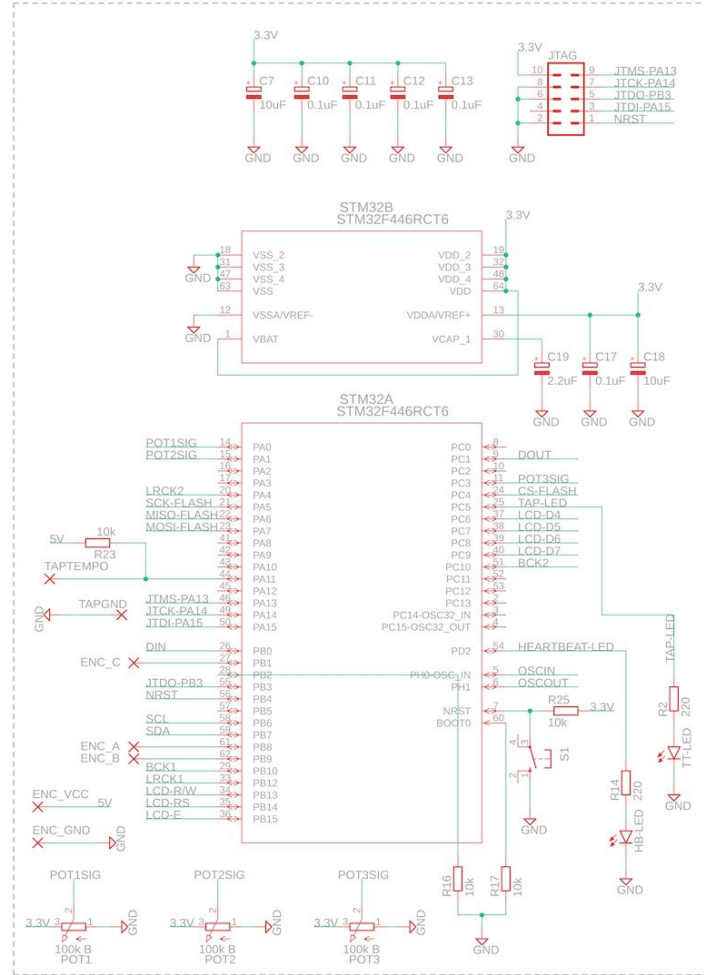 3.3V
C7
10uF
C10
0.1uF
C11
0.1uF
C12
0.1uF
C13
0.1uF
GND
GND
GND
GND
GND
3.3V
JTAG
10 9 JTMS-PA13
8 7 JTCK-PA14
6 5 JTDO-PB3
4 3 JTDI-PA15
2 1 NRST
GND
STM32B
STM32F446RCT6
3.3V
18 VSS_2 VDD_2 19
31 VSS_3 VDD_3 32
47 VSS_4 VDD_4 48
63 VSS VDD 64
GND
12 VSSA/VREF- VDDA/VREF+ 13
GND
1 VBAT VCAP_1 30
3.3V
C19
2.2uF
C17
0.1uF
C18
10uF
GND
GND
GND
STM32A
STM32F446RCT6
POT1SIG 14 PA0 PC0 8
POT2SIG 15 PA1 PC1 9 DOUT
16 PA2 PC2 10
17 PA3 PC3 11 POT3SIG
LRCK2 20 PA4 PC4 24 CS-FLASH
SCK-FLASH 21 PA5 PC5 25 TAP-LED
MISO-FLASH 22 PA6 PC6 37 LCD-D4
MOSI-FLASH 23 PA7 PC7 38 LCD-D5
41 PA8 PC8 39 LCD-D6
42 PA9 PC9 40 LCD-D7
43 PA10 PC10 51 BCK2
44 PA11 PC11 52
45 PA12 PC12 53
JTMS-PA13 46 PA13 PC13 2
JTCK-PA14 49 PA14 PC14-OSC32_IN 3
JTDI-PA15 50 PA15 PC15-OSC32_OUT 4
5V
10k
R23
TAPTEMPO
GND
TAPGND
DIN 26 PB0 PD2 54 HEARTBEAT-LED
ENC_C 27 PB1
28 PB2 PH0-OSC_IN 5 OSCIN
JTDO-PB3 55 PB3 PH1 6 OSCOUT
NRST 56 PB4
57 PB5 NRST 7
SCL 58 PB6 BOOT0 60
SDA 59 PB7
ENC_A 61 PB8
ENC_B 62 PB9
BCK1 29 PB10
LRCK1 33 PB12
LCD-R/W 34 PB13
LCD-RS 35 PB14
LCD-E 36 PB15
R25
10k
3.3V
4 3
2 1
S1
GND
TAP-LED
R2
220
TT-LED
GND
R14
220
HB-LED
GND
ENC_VCC
5V
ENC_GND
GND
R16
10k
R17
10k
GND
POT1SIG
2
3.3V 3 1
GND
100k B
POT1
POT2SIG
2
3.3V 3 1
GND
100k B
POT2
POT3SIG
2
3.3V 3 1
GND
100k B
POT3